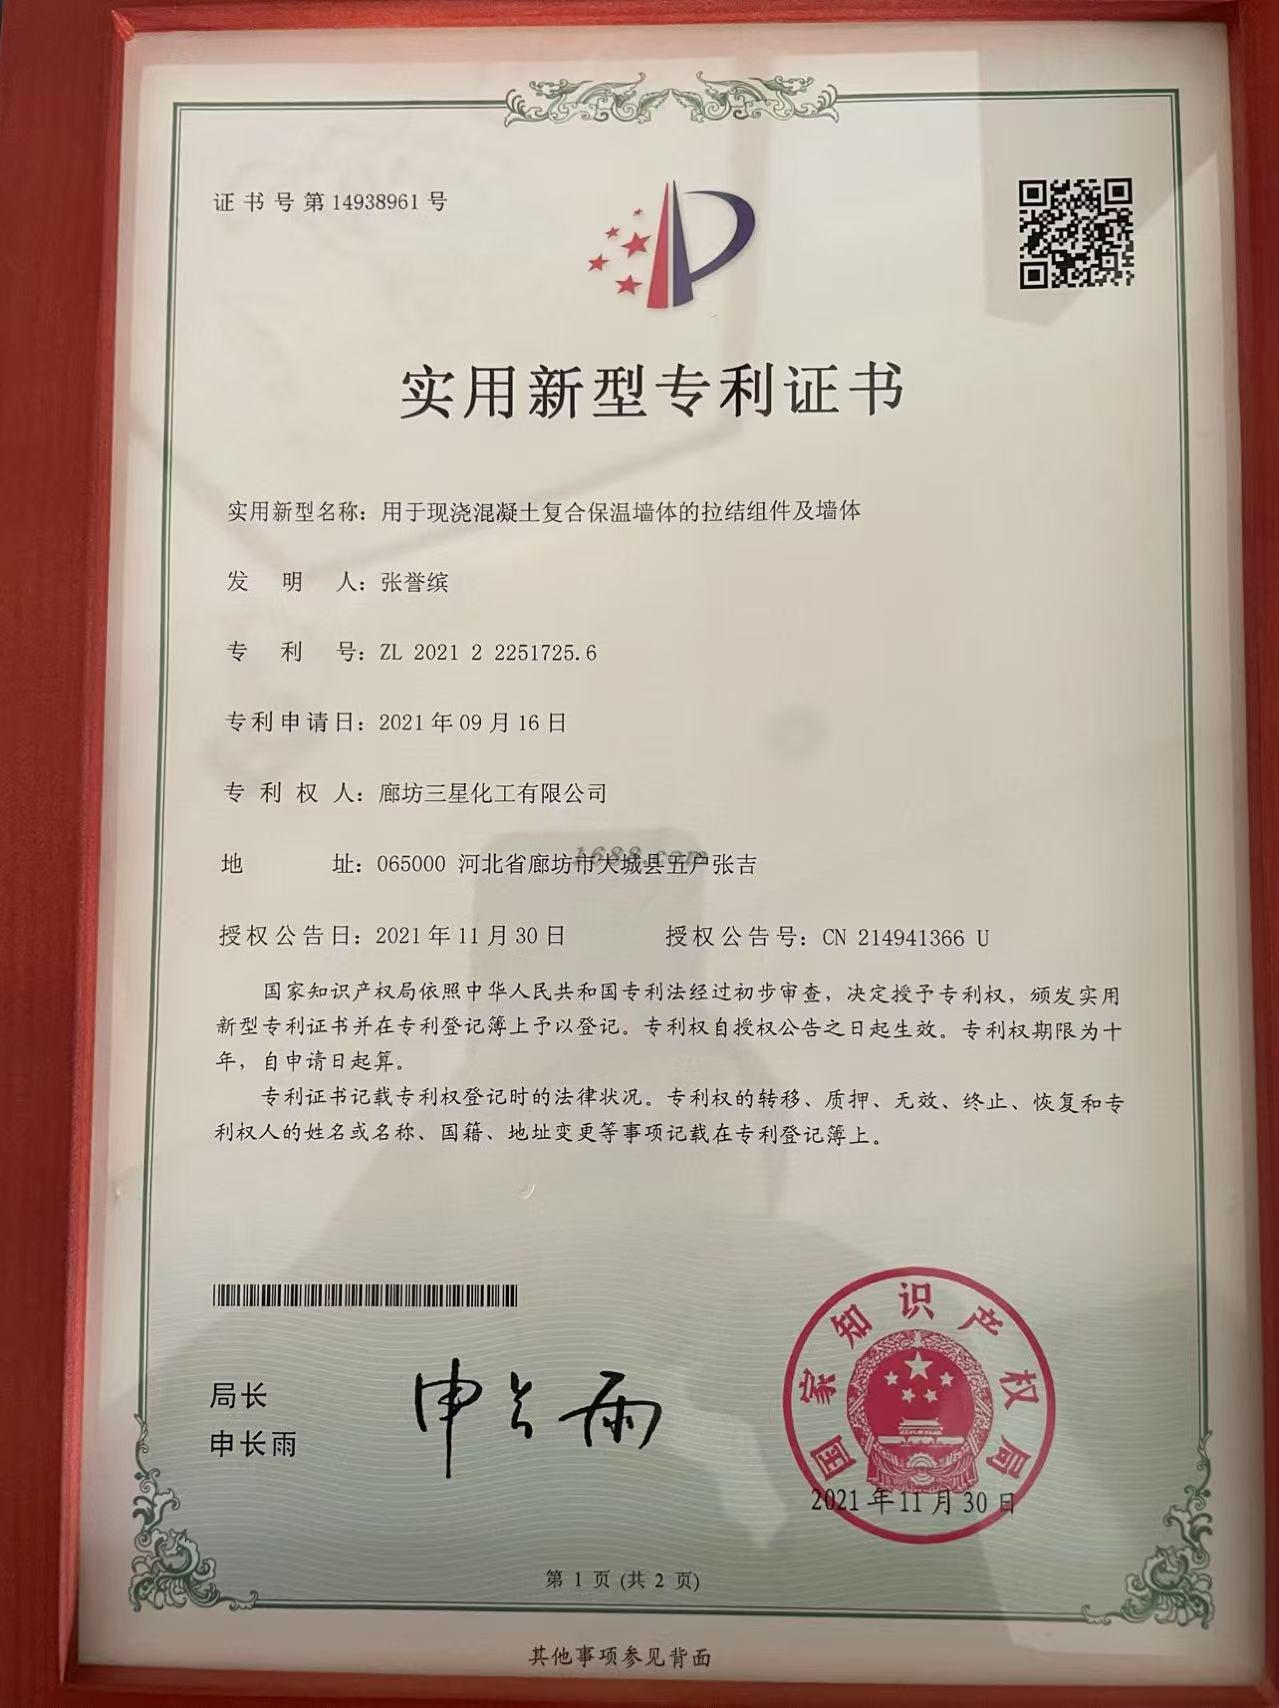 证书号第14938961号
实用新型专利证书
实用新型名称：用于现浇混凝土复合保温墙体的拉结组件及墙体
发明人：张誉缤
专利号：ZL 2021 2 2251725.6
专利申请日：2021年09月16日
专利权人：廊坊三星化工有限公司
1688.com
地址：065000 河北省廊坊市大城县五户张吉
授权公告日：2021年11月30日 授权公告号：CN 214941366 U
国家知识产权局依照中华人民共和国专利法经过初步审查，决定授予专利权，颁发实用
新型专利证书并在专利登记簿上予以登记。专利权自授权公告之日起生效。专利权期限为十
年，自申请日起算。
专利证书记载专利权登记时的法律状况。专利权的转移、质押、无效、终止、恢复和专
利权人的姓名或名称、国籍、地址变更等事项记载在专利登记簿上。
局长
申长雨
申长雨
国家知识产权局
2021年11月30日
第 1 页 (共 2 页)
其他事项参见背面